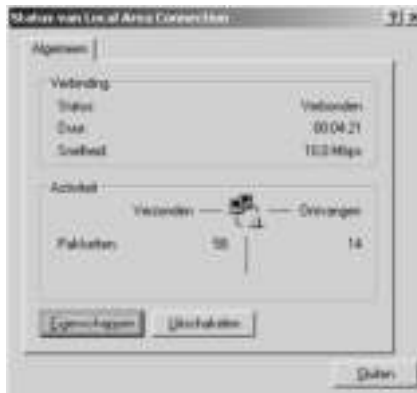 Status van Local Area Connection
Algemeen
Verbinding
Status: Verbonden
Duur: 00:04:21
Snelheid: 10,0 Mbps
Activiteit
Verzonden Ontvangen
Pakketten: 98 14
Eigenschappen Uitschakelen
Sluiten